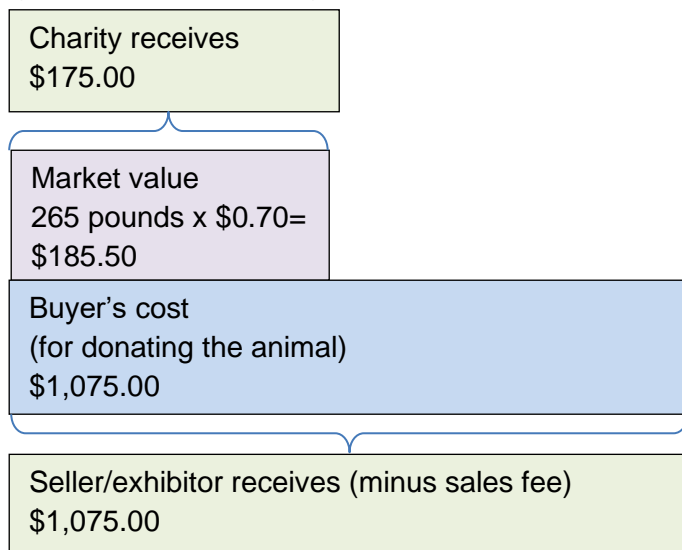 Charity receives
$175.00
Market value
265 pounds x $0.70=
$185.50
Buyer’s cost
(for donating the animal)
$1,075.00
Seller/exhibitor receives (minus sales fee)
$1,075.00